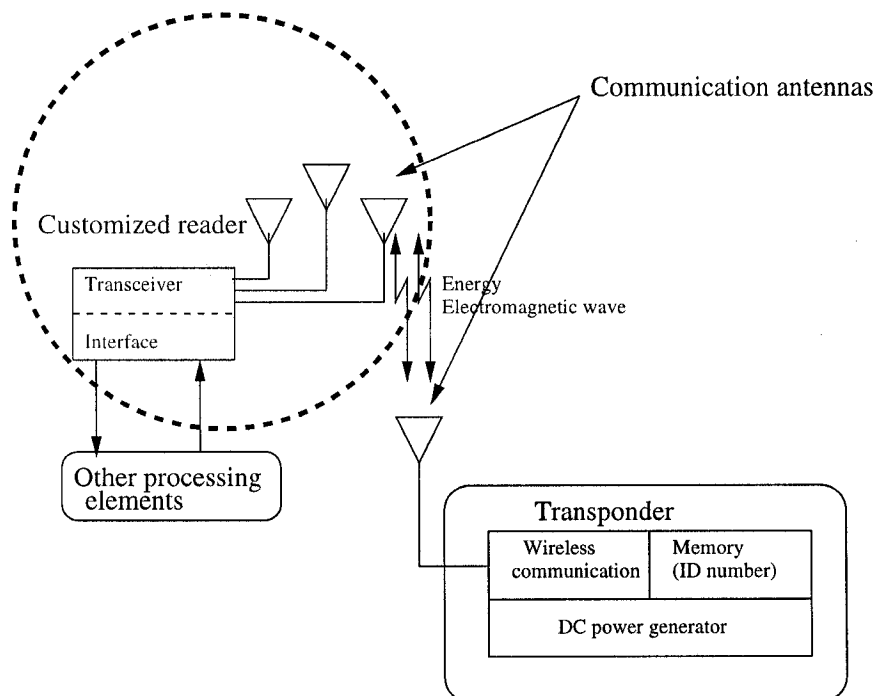 Communication antennas
Customized reader
Transceiver
Interface
Energy
Electromagnetic wave
Other processing
elements
Transponder
Wireless
communication
Memory
(ID number)
DC power generator